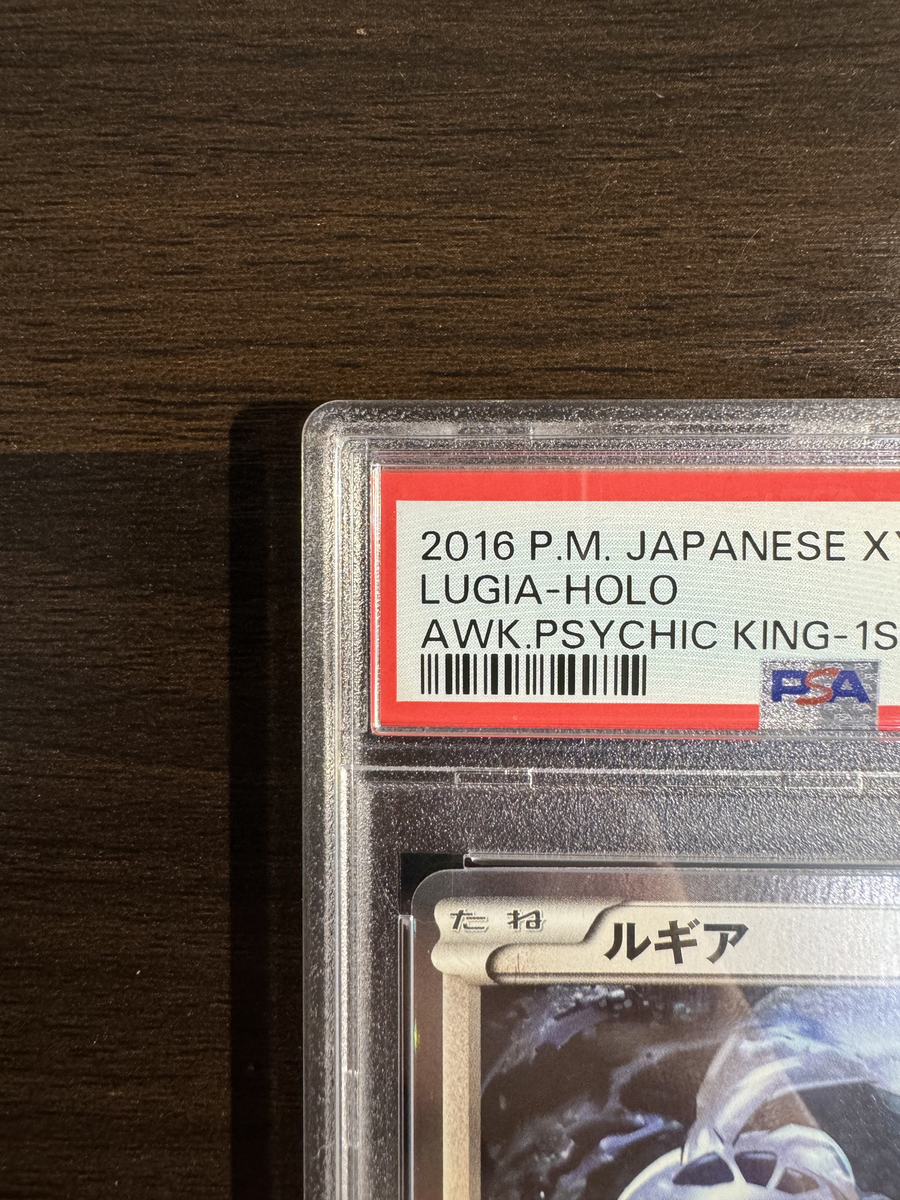 2016 P.M. JAPANESE XY
LUGIA-HOLO
AWK.PSYCHIC KING-1S
PSA
たね
ルギア